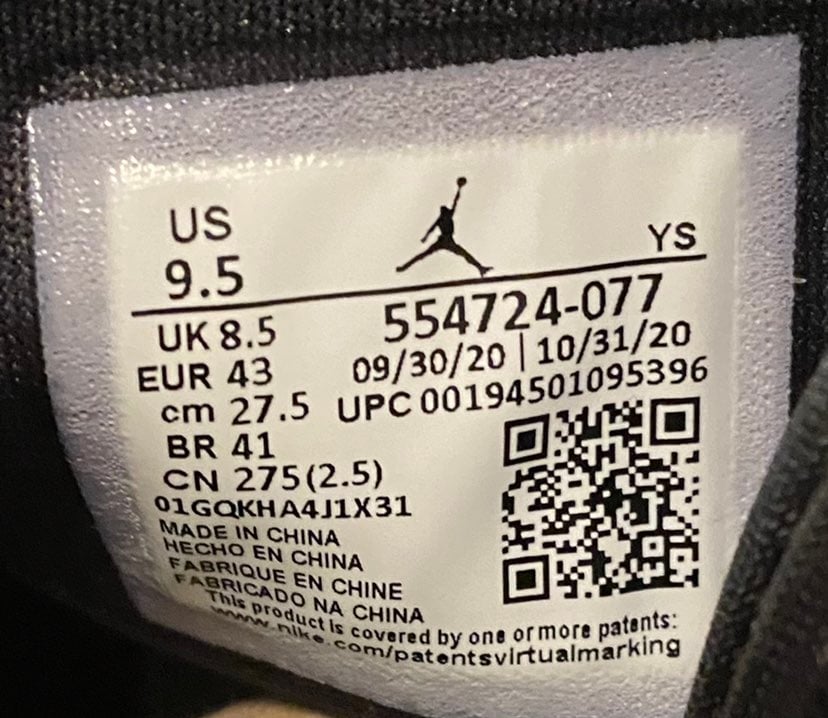 US
9.5
YS
UK 8.5
554724-077
EUR 43
09/30/20 | 10/31/20
cm 27.5
UPC 00194501095396
BR 41
CN 275(2.5)
01GQKHA4J1X31
MADE IN CHINA
HECHO EN CHINA
FABRIQUE EN CHINE
FABRICADO NA CHINA
This product is covered by one or more patents:
www.nike.com/patentsvirtualmarking